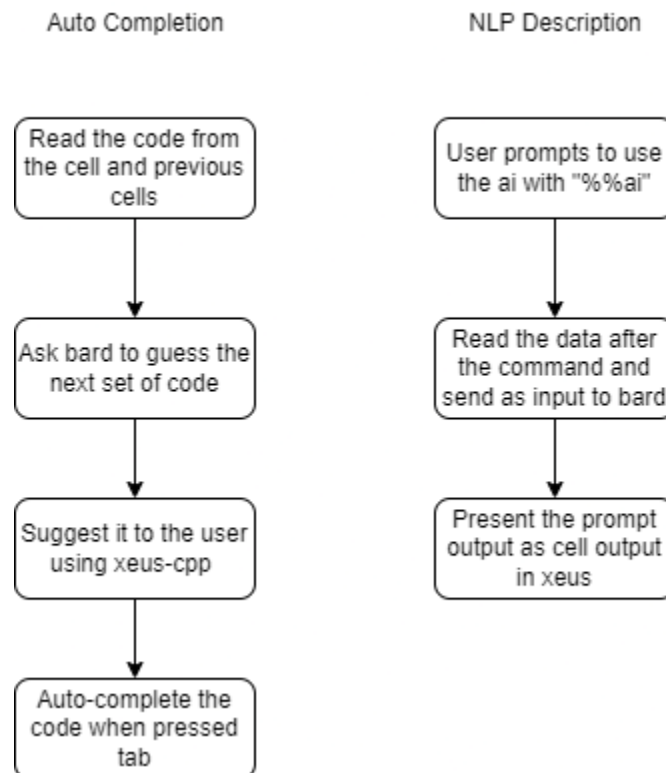 Auto Completion
Read the code from
the cell and previous
cells
Ask bard to guess the
next set of code
Suggest it to the user
using xeus-cpp
Auto-complete the
code when pressed
tab
NLP Description
User prompts to use
the ai with "%%ai"
Read the data after
the command and
send as input to bard
Present the prompt
output as cell output
in xeus